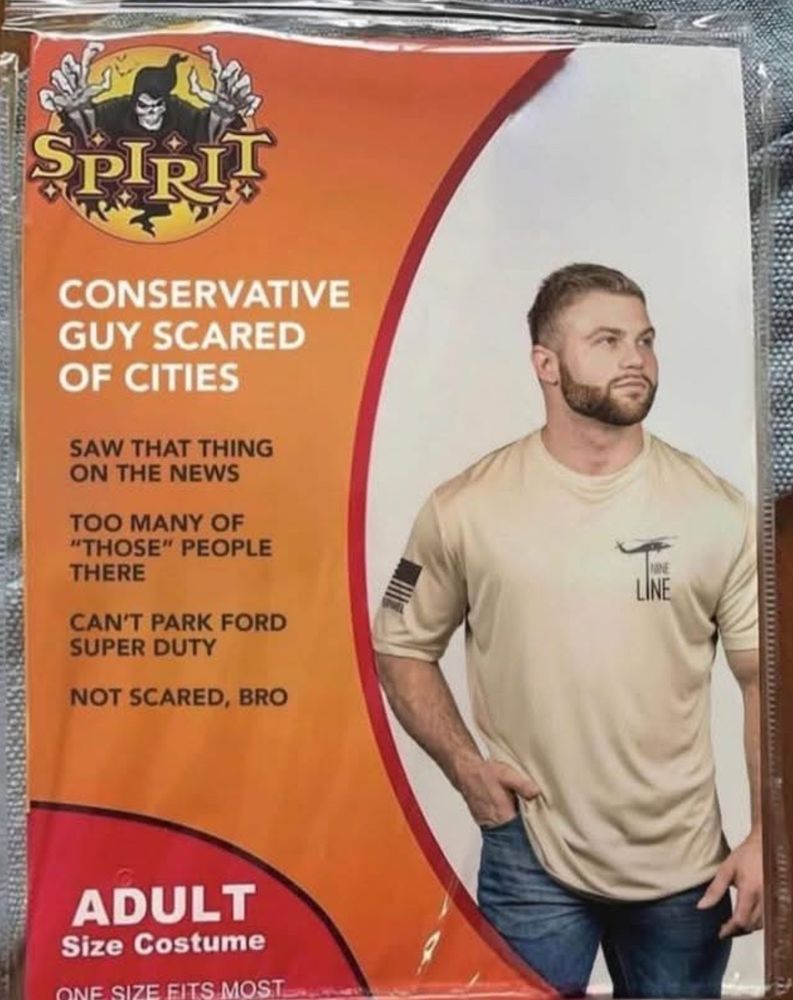 SPIRIT
CONSERVATIVE
GUY SCARED
OF CITIES
SAW THAT THING
ON THE NEWS
TOO MANY OF
“THOSE” PEOPLE
THERE
CAN’T PARK FORD
SUPER DUTY
NOT SCARED, BRO
NINE
LINE
ADULT
Size Costume
ONE SIZE FITS MOST